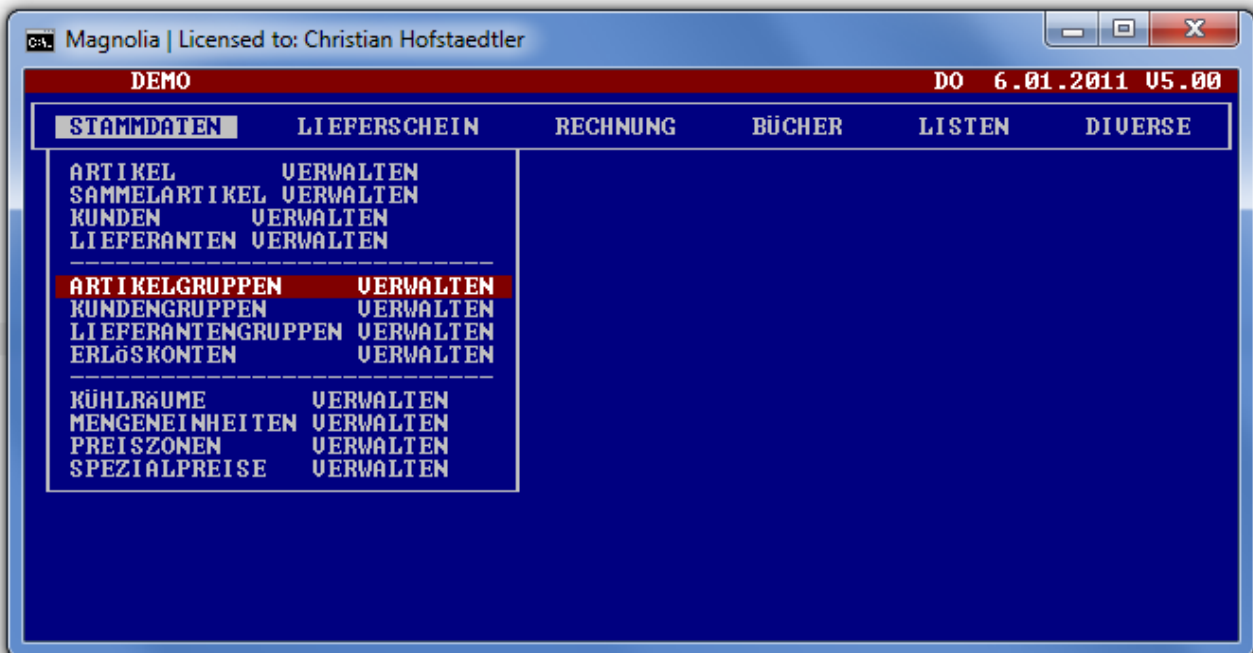 Magnolia | Licensed to: Christian Hofstaedtler
DEMO DO 6.01.2011 V5.00
STAMMDATEN LIEFERSCHEIN RECHNUNG BÜCHER LISTEN DIVERSE
ARTIKEL VERWALTEN
SAMMELARTIKEL VERWALTEN
KUNDEN VERWALTEN
LIEFERANTEN VERWALTEN
ARTIKELGRUPPEN VERWALTEN
KUNDENGRUPPEN VERWALTEN
LIEFERANTENGRUPPEN VERWALTEN
ERLöSKONTEN VERWALTEN
KÜHLRäUME VERWALTEN
MENGENEINHEITEN VERWALTEN
PREISZONEN VERWALTEN
SPEZIALPREISE VERWALTEN